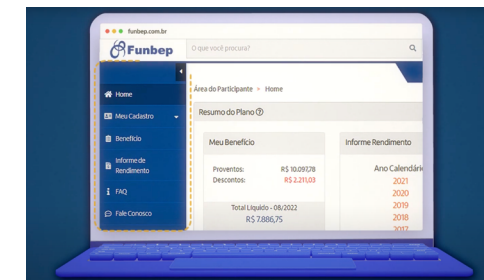 funbep.com.br
Funbep
O que você procura?
Área do Participante > Home
Home
Resumo do Plano
Meu Cadastro
Meu Benefício
Informe Rendimento
Benefício
Informe de
Rendimento
Proventos: R$ 10.097,78
Descontos: R$ 2.211,03
Ano Calendári
2021
2020
2019
2018
2017
FAQ
Total Líquido - 08/2022
R$ 7.886,75
Fale Conosco